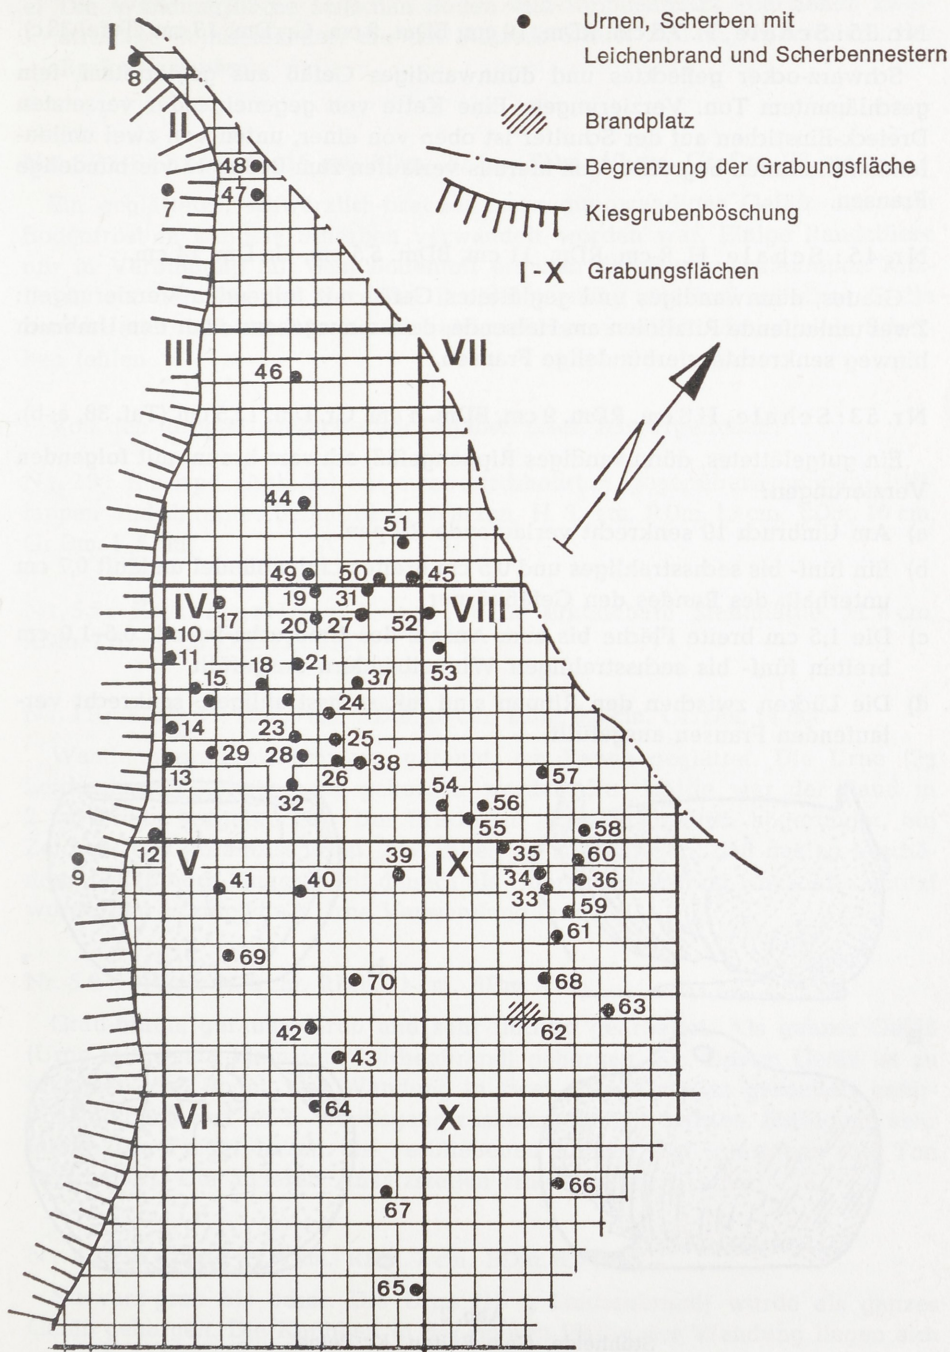 Urnen, Scherben mit
Leichenbrand und Scherbennestern
Brandplatz
Begrenzung der Grabungsfläche
Kiesgrubenböschung
I-X Grabungsflächen
I
8
II
48
47
7
III
VII
46
44
51
49 50 45
19 31
IV 17 20 27 52 VIII
10
11 18 21 53
15 37
24
14 23 25
29 28 38
13 26 57
32 54 56
55 58
12 V 39 IX 35 60
9 41 40 34 36
33 59
61
69
70 68
63
42 62
43
64
VI X
66
67
65